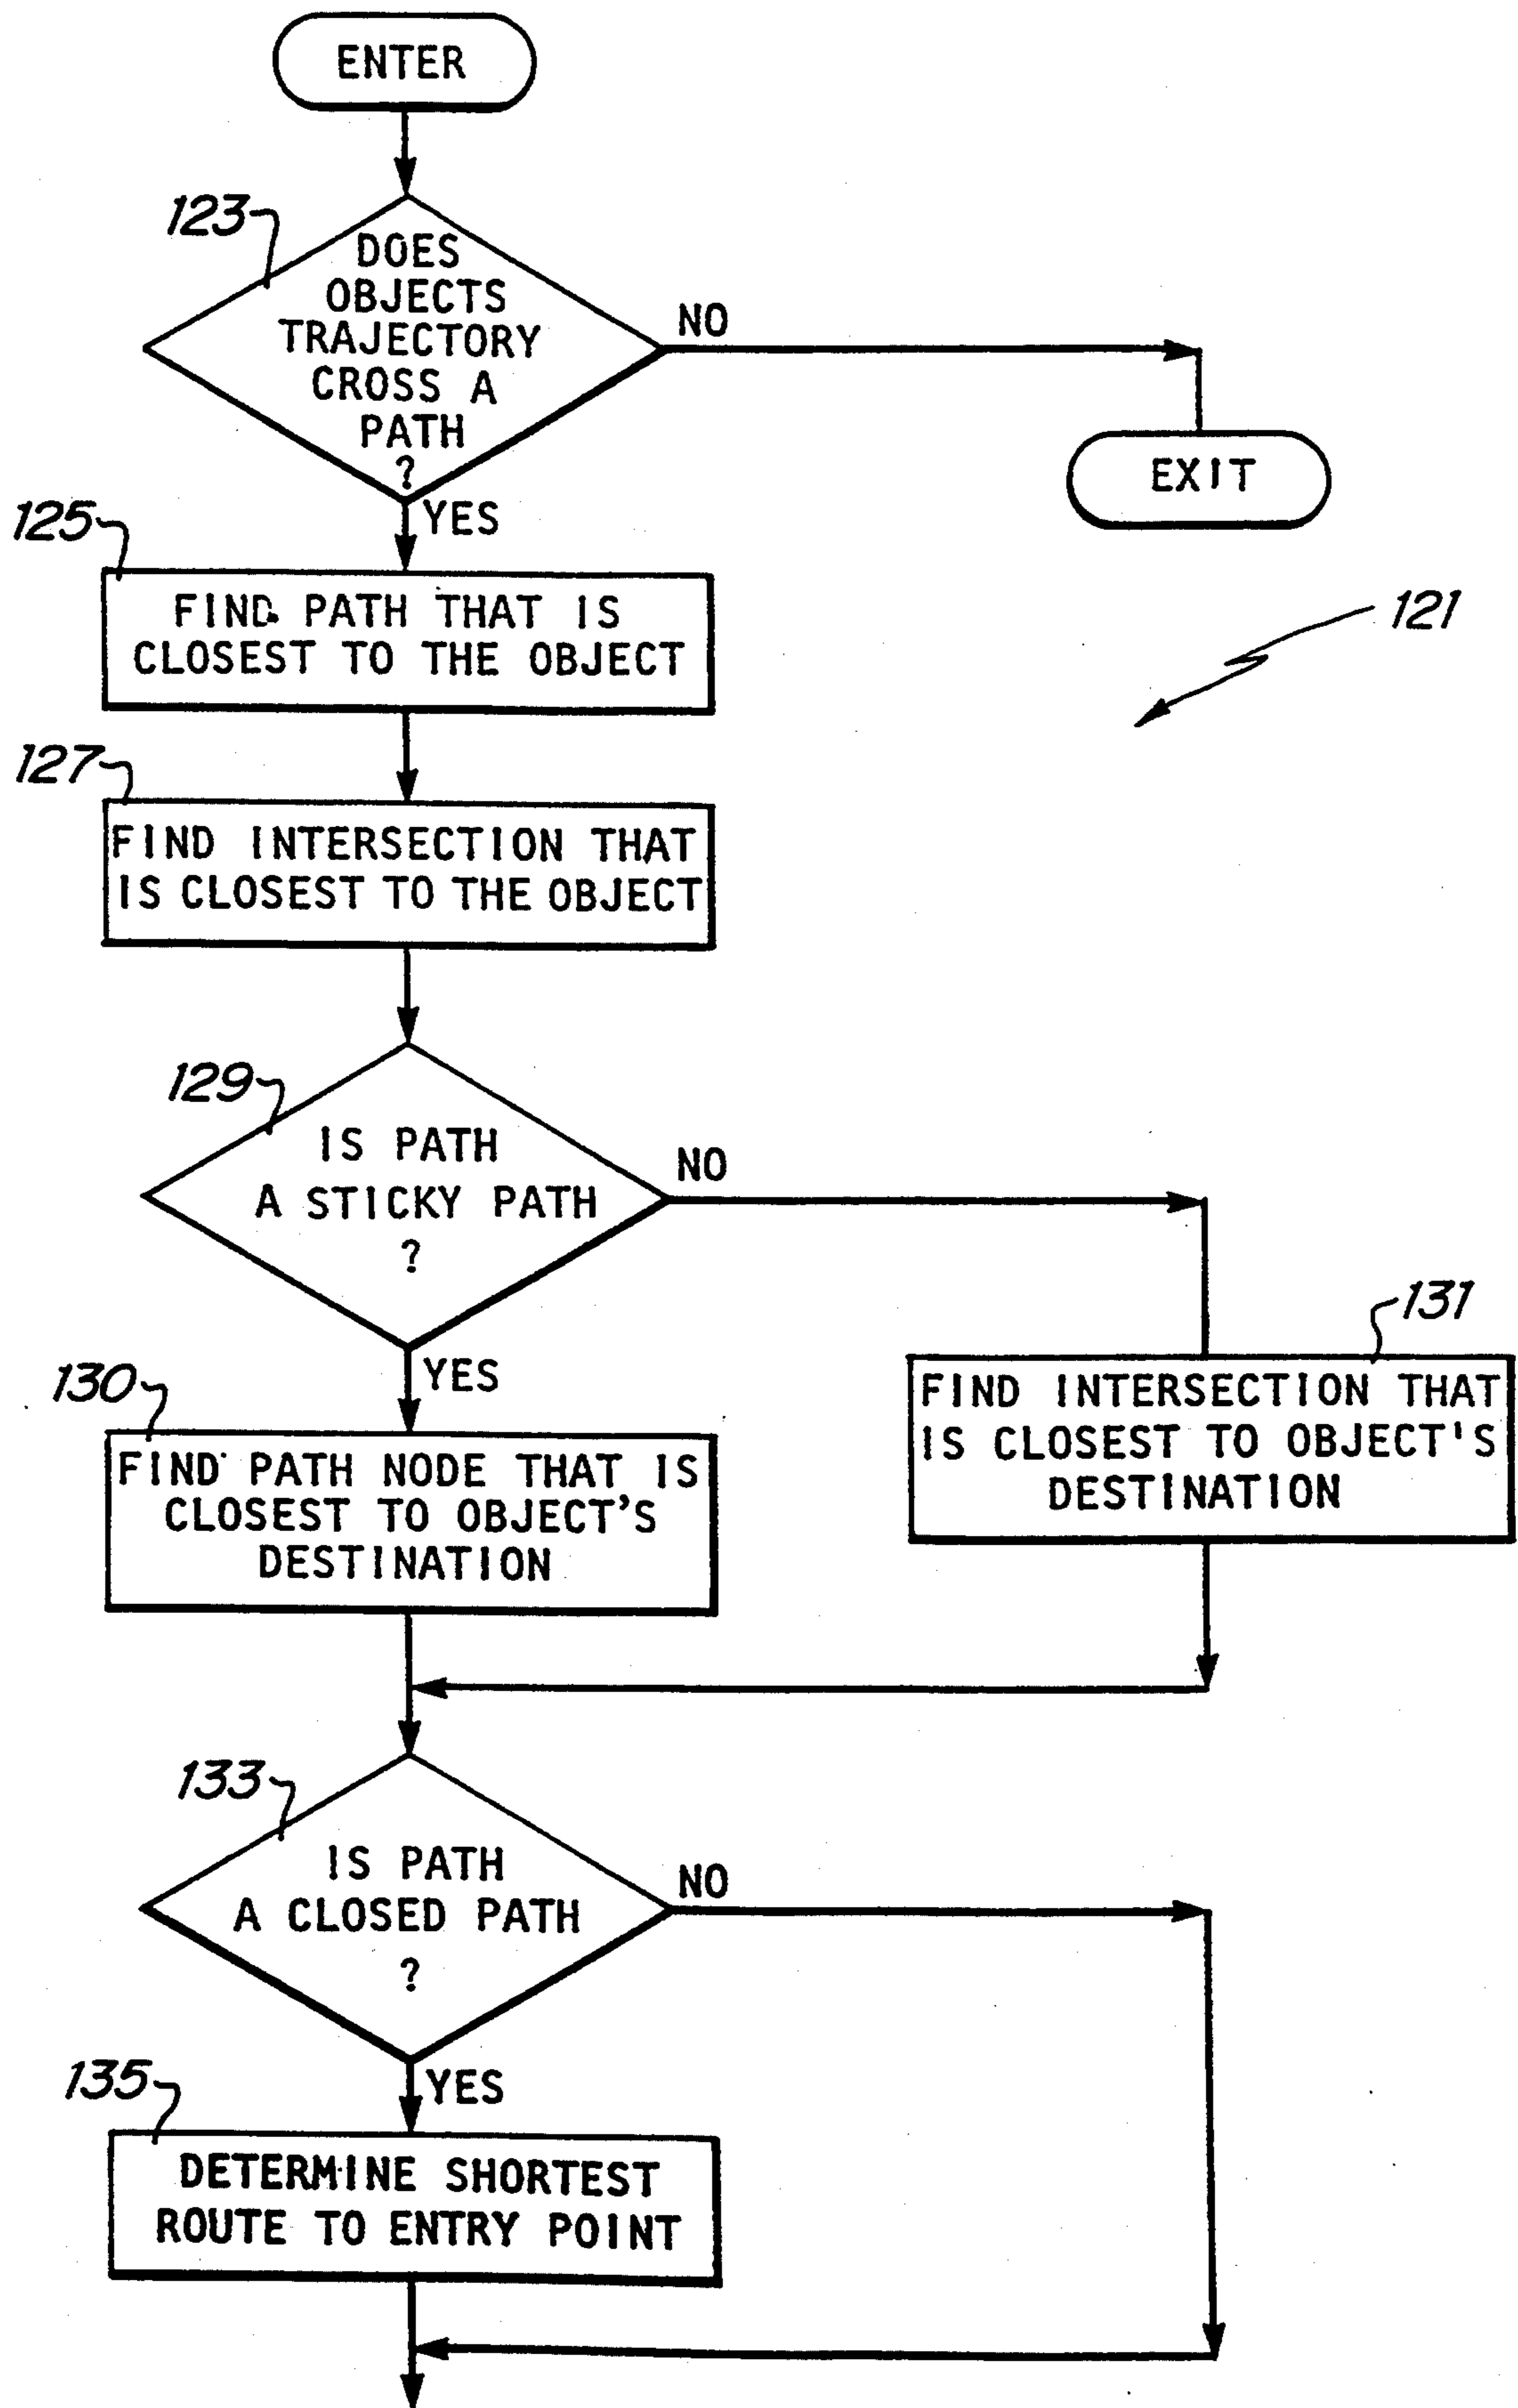 ENTER
123
DOES
OBJECTS
TRAJECTORY
CROSS A
PATH
?
NO
EXIT
YES
125
FIND PATH THAT IS
CLOSEST TO THE OBJECT
121
127
FIND INTERSECTION THAT
IS CLOSEST TO THE OBJECT
129
IS PATH
A STICKY PATH
?
NO
131
FIND INTERSECTION THAT
IS CLOSEST TO OBJECT'S
DESTINATION
YES
130
FIND PATH NODE THAT IS
CLOSEST TO OBJECT'S
DESTINATION
133
IS PATH
A CLOSED PATH
?
NO
YES
135
DETERMINE SHORTEST
ROUTE TO ENTRY POINT